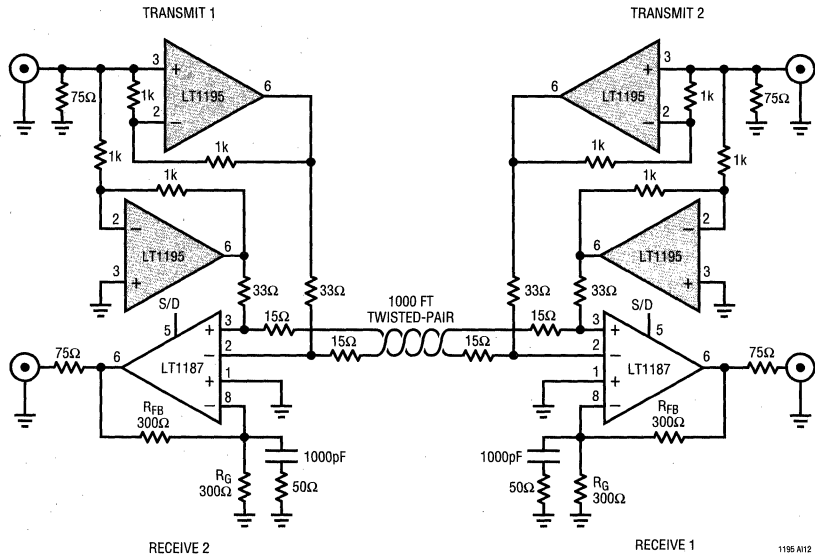 TRANSMIT 1
TRANSMIT 2
3
+
LT1195
2
−
6
75Ω
1k
1k
1k
1k
2
−
LT1195
3
+
6
33Ω
33Ω
S/D
5
3
+
2
−
LT1187
1
+
8
−
6
75Ω
15Ω
15Ω
1000 FT
TWISTED-PAIR
RFB
300Ω
RG
300Ω
1000pF
50Ω
RECEIVE 2
6
+
3
LT1195
−
2
1k
75Ω
1k
1k
1k
6
−
2
LT1195
+
3
33Ω
33Ω
15Ω
15Ω
S/D
5
3
+
2
−
LT1187
1
+
8
−
6
75Ω
RFB
300Ω
1000pF
50Ω
RG
300Ω
RECEIVE 1
1195 AI12